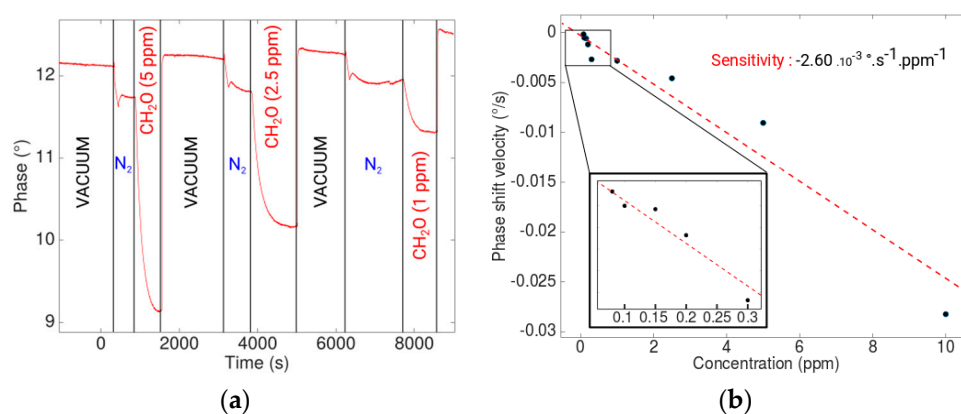 12
11
10
9
Phase (°)
VACUUM
N₂
CH₂O (5 ppm)
VACUUM
N₂
CH₂O (2.5 ppm)
VACUUM
N₂
CH₂O (1 ppm)
0
2000
4000
6000
8000
Time (s)
(a)
0
-0.005
-0.01
-0.015
-0.02
-0.025
-0.03
Phase shift velocity (°/s)
Sensitivity : -2.60 .10⁻³ °.s⁻¹.ppm⁻¹
0.1
0.15
0.2
0.3
0
2
4
6
8
10
Concentration (ppm)
(b)